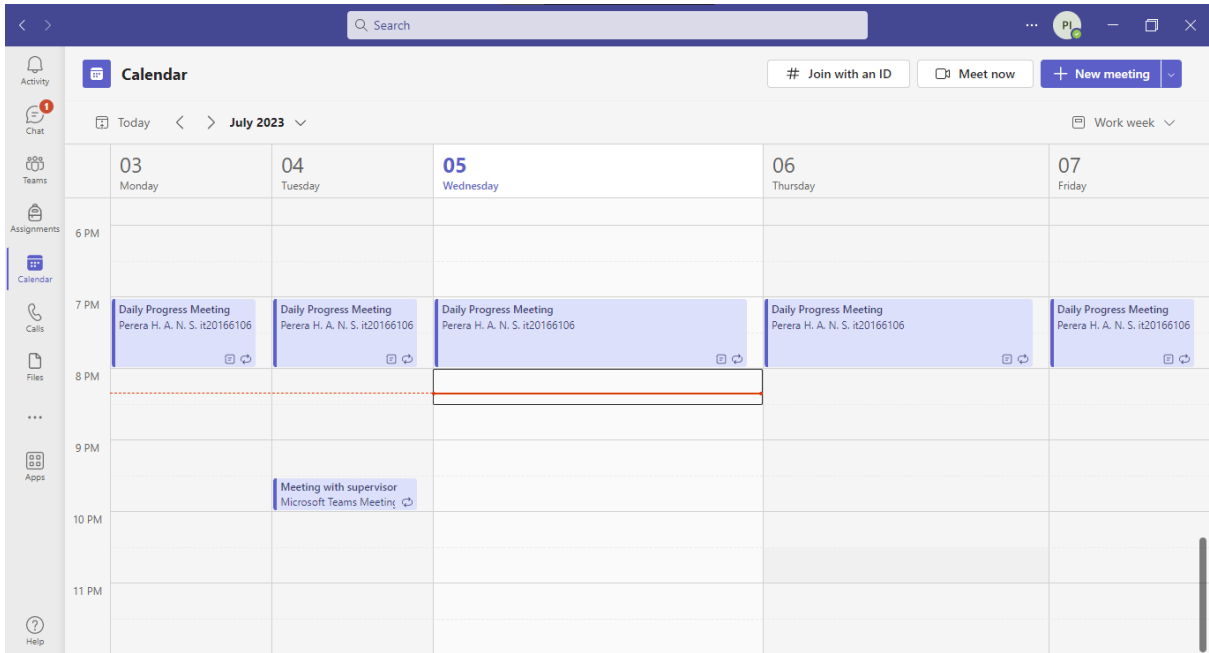 Search
PI
Activity
Calendar
# Join with an ID
Meet now
New meeting
1
Chat
Today
July 2023
Work week
Teams
03
Monday
04
Tuesday
05
Wednesday
06
Thursday
07
Friday
Assignments
6 PM
Calendar
7 PM
Daily Progress Meeting
Perera H. A. N. S. it20166106
Daily Progress Meeting
Perera H. A. N. S. it20166106
Daily Progress Meeting
Perera H. A. N. S. it20166106
Daily Progress Meeting
Perera H. A. N. S. it20166106
Daily Progress Meeting
Perera H. A. N. S. it20166106
Calls
Files
8 PM
9 PM
Apps
Meeting with supervisor
Microsoft Teams Meeting
10 PM
11 PM
Help